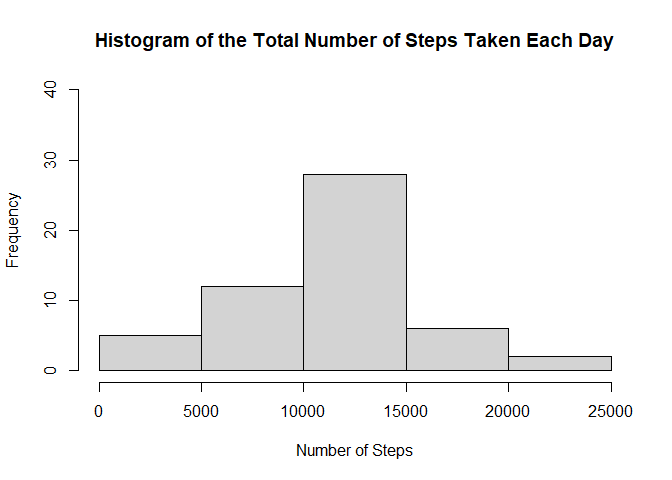 Histogram of the Total Number of Steps Taken Each Day
40
30
20
10
0
Frequency
0 5000 10000 15000 20000 25000
Number of Steps